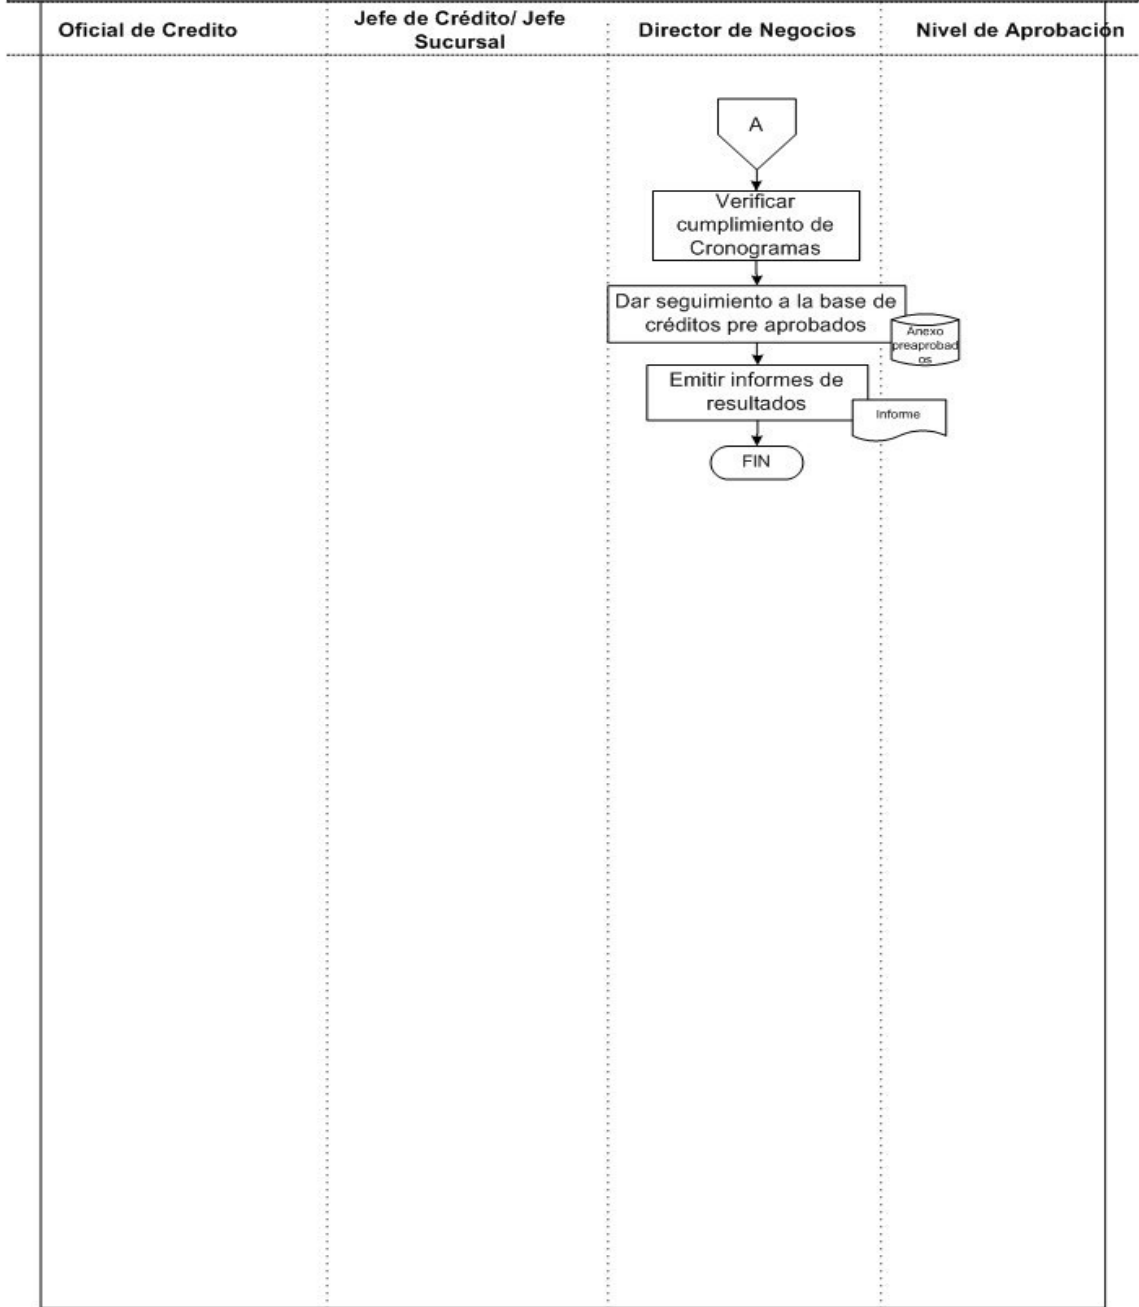 Oficial de Credito
Jefe de Crédito/ Jefe
Sucursal
Director de Negocios
Nivel de Aprobación
A
Verificar
cumplimiento de
Cronogramas
Dar seguimiento a la base de
créditos pre aprobados
Anexo
preaprobad
os
Emitir informes de
resultados
Informe
FIN